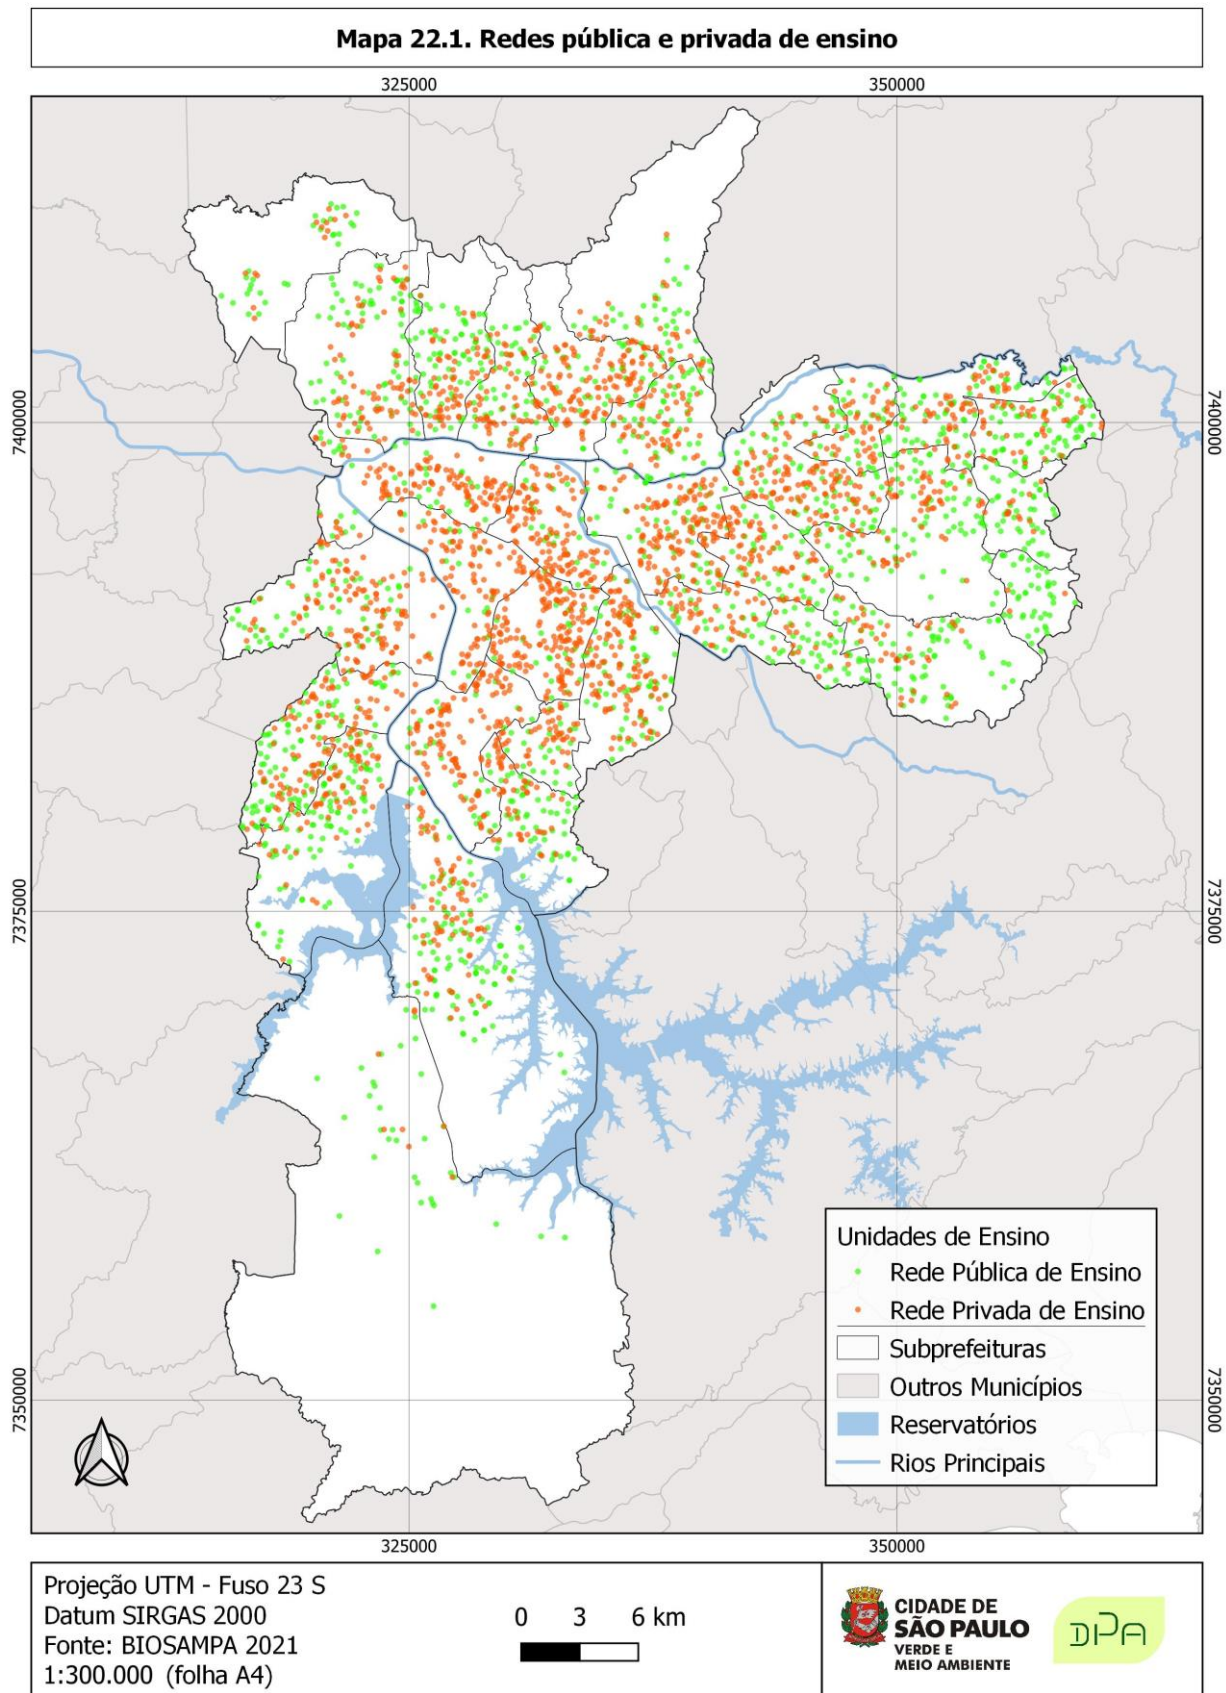 Mapa 22.1. Redes pública e privada de ensino
325000 350000
7400000 7400000
7375000 7375000
7350000 7350000
Unidades de Ensino
Rede Pública de Ensino
Rede Privada de Ensino
Subprefeituras
Outros Municípios
Reservatórios
Rios Principais
325000 350000
Projeção UTM - Fuso 23 S
Datum SIRGAS 2000
Fonte: BIOSAMPA 2021
1:300.000 (folha A4)
0 3 6 km
CIDADE DE
SÃO PAULO
VERDE E
MEIO AMBIENTE
DPA